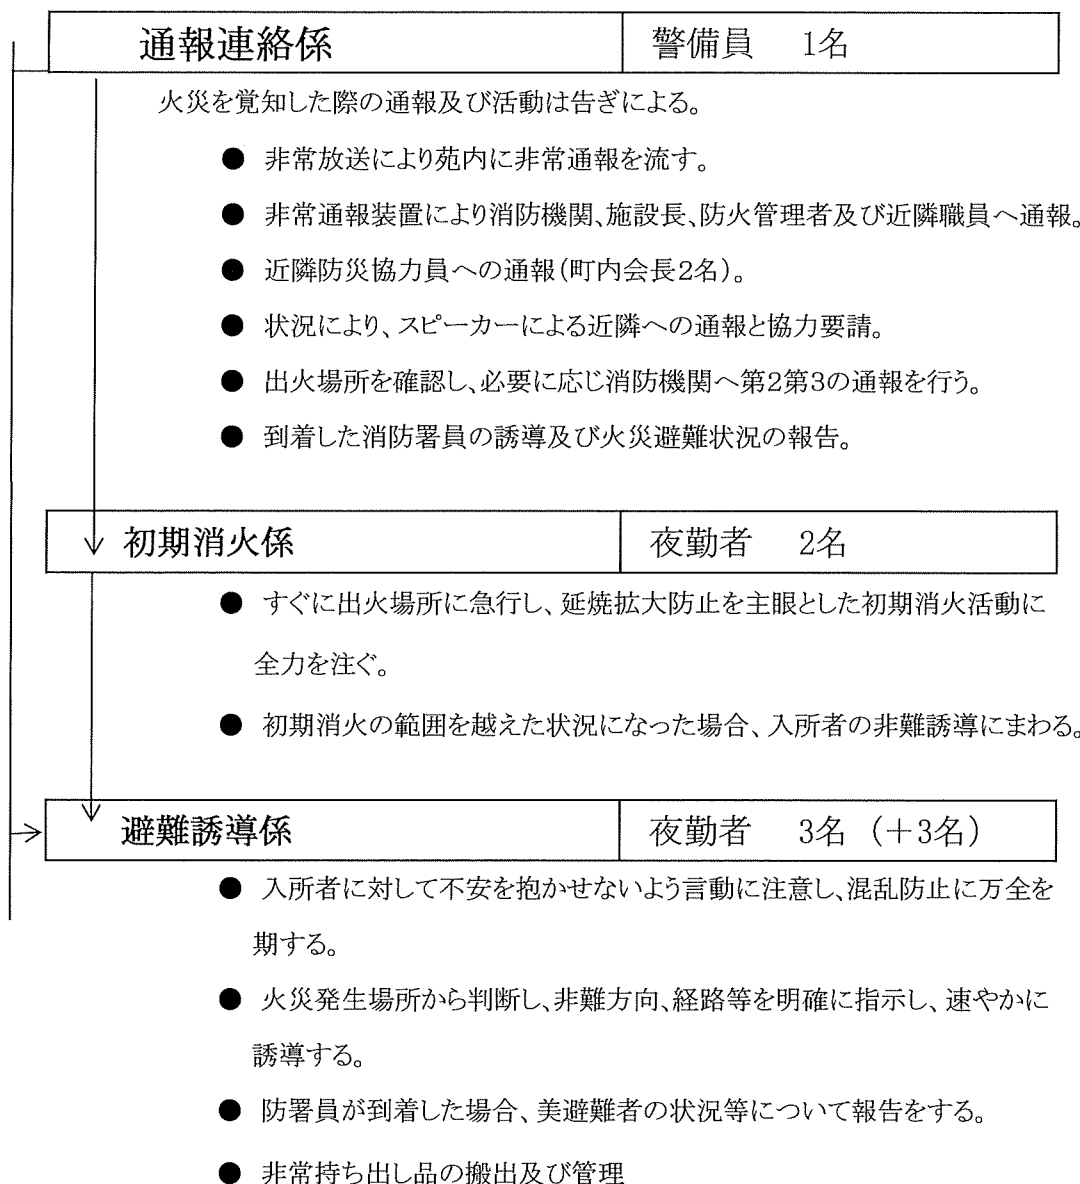 通報連絡係 警備員 1名
火災を覚知した際の通報及び活動は告ぎによる。
● 非常放送により苑内に非常通報を流す。
● 非常通報装置により消防機関、施設長、防火管理者及び近隣職員へ通報。
● 近隣防災協力員への通報(町内会長2名)。
● 状況により、スピーカーによる近隣への通報と協力要請。
● 出火場所を確認し、必要に応じ消防機関へ第2第3の通報を行う。
● 到着した消防署員の誘導及び火災避難状況の報告。
初期消火係 夜勤者 2名
● すぐに出火場所に急行し、延焼拡大防止を主眼とした初期消火活動に
全力を注ぐ。
● 初期消火の範囲を越えた状況になった場合、入所者の非難誘導にまわる。
避難誘導係 夜勤者 3名(+3名)
● 入所者に対して不安を抱かせないよう言動に注意し、混乱防止に万全を
期する。
● 火災発生場所から判断し、非難方向、経路等を明確に指示し、速やかに
誘導する。
● 防署員が到着した場合、美避難者の状況等について報告をする。
● 非常持ち出し品の搬出及び管理